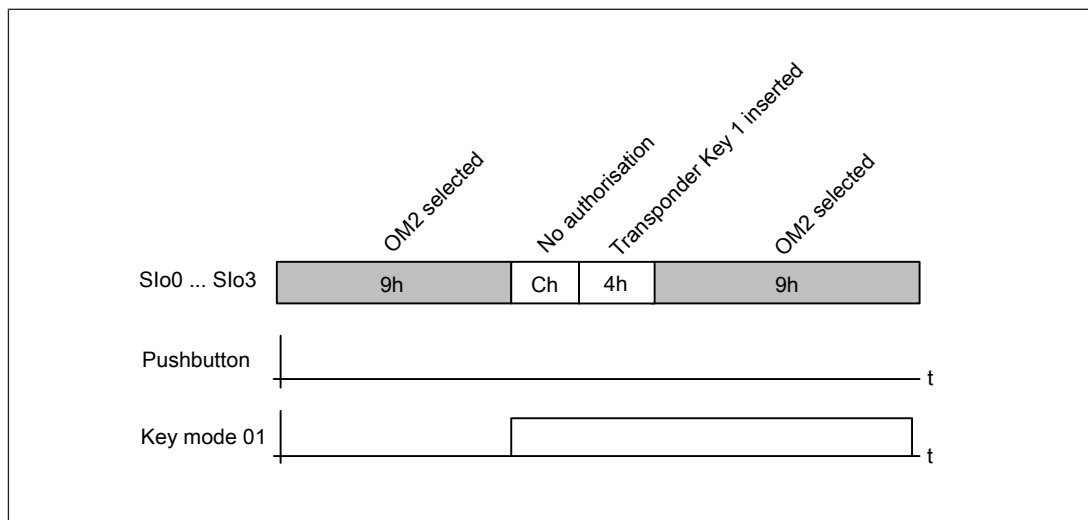 OM2 selected
No authorisation
Transponder Key 1 inserted
OM2 selected
SIo0 ... SIo3
9h
Ch
4h
9h
Pushbutton
t
Key mode 01
t